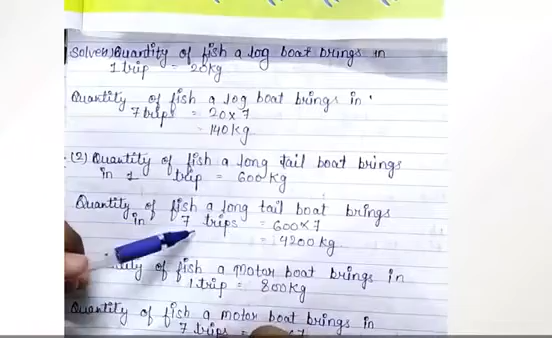 Solve:1) Quantity of fish a log boat brings in
1 trip = 20kg
Quantity of fish a log boat brings in
7 trips = 20×7
= 140kg
(2) Quantity of fish a long tail boat brings
in 1 trip = 600 kg
Quantity of fish a long tail boat brings
in 7 trips = 600×7
= 4200 kg
of fish a motor boat brings in
1 trip = 800kg
Quantity of fish a motor boat brings in
7 trips =